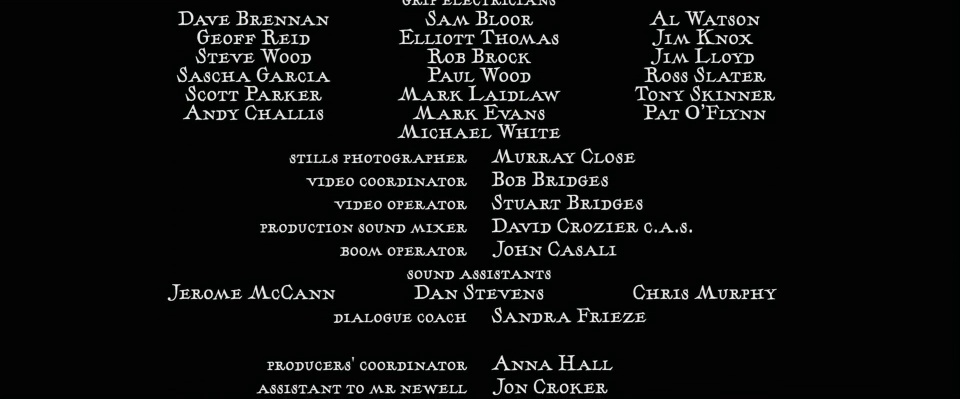 GRIP ELECTRICIANS
DAVE BRENNAN SAM BLOOR AL WATSON
GEOFF REID ELLIOTT THOMAS JIM KNOX
STEVE WOOD ROB BROCK JIM LLOYD
SASCHA GARCIA PAUL WOOD ROSS SLATER
SCOTT PARKER MARK LAIDLAW TONY SKINNER
ANDY CHALLIS MARK EVANS PAT O'FLYNN
MICHAEL WHITE
STILLS PHOTOGRAPHER MURRAY CLOSE
VIDEO COORDINATOR BOB BRIDGES
VIDEO OPERATOR STUART BRIDGES
PRODUCTION SOUND MIXER DAVID CROZIER C.A.S.
BOOM OPERATOR JOHN CASALI
SOUND ASSISTANTS
JEROME MCCANN DAN STEVENS CHRIS MURPHY
DIALOGUE COACH SANDRA FRIEZE
PRODUCERS' COORDINATOR ANNA HALL
ASSISTANT TO MR NEWELL JON CROKER